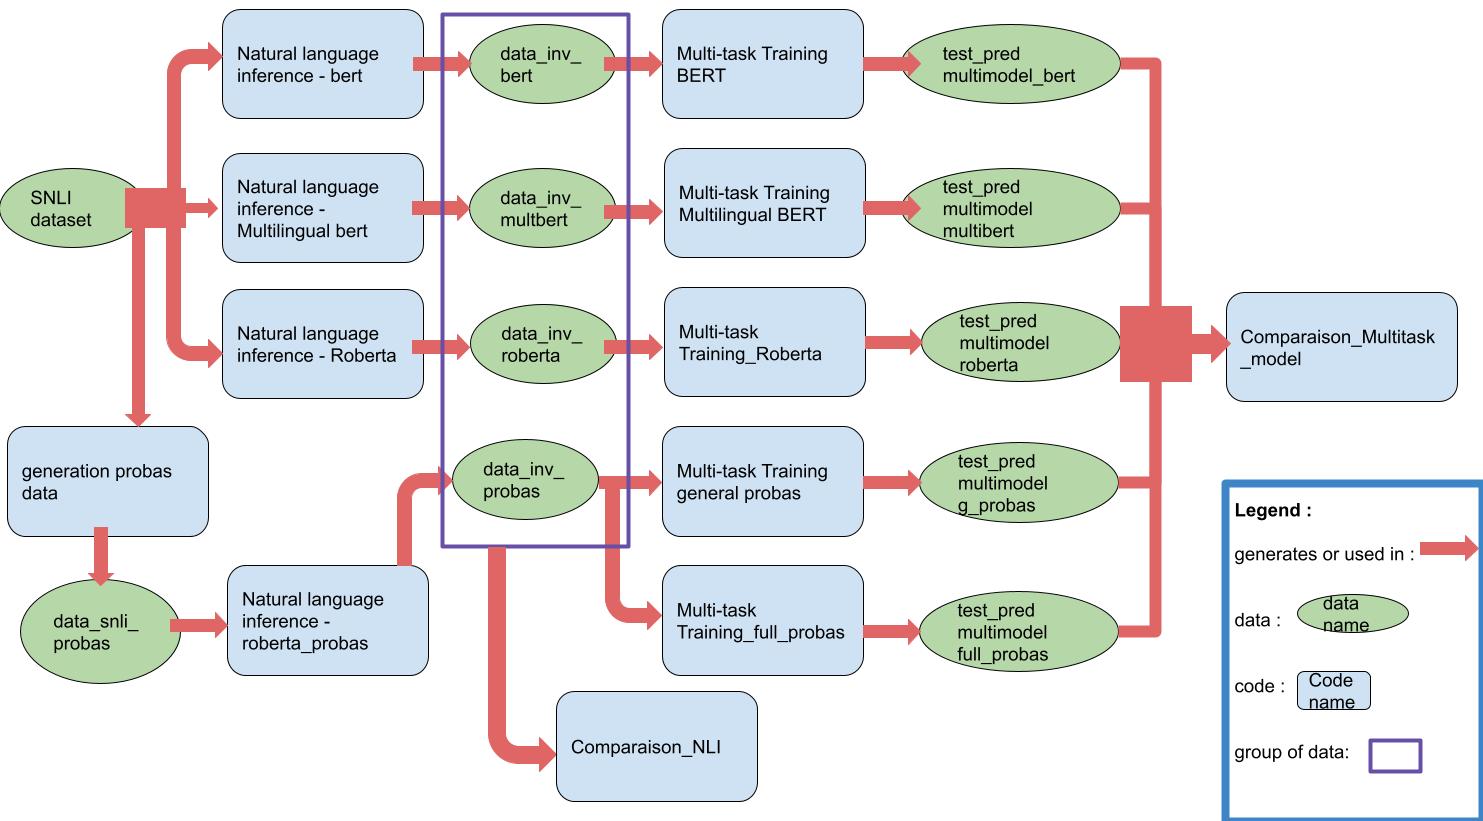 Natural language
inference - bert
data_inv_
bert
Multi-task Training
BERT
test_pred
multimodel_bert
SNLI
dataset
Natural language
inference -
Multilingual bert
data_inv_
multbert
Multi-task Training
Multilingual BERT
test_pred
multimodel
multibert
Natural language
inference - Roberta
data_inv_
roberta
Multi-task
Training_Roberta
test_pred
multimodel
roberta
Comparaison_Multitask
_model
generation probas
data
data_inv_
probas
Multi-task Training
general probas
test_pred
multimodel
g_probas
data_snli_
probas
Natural language
inference -
roberta_probas
Multi-task
Training_full_probas
test_pred
multimodel
full_probas
Comparaison_NLI
Legend :
generates or used in :
data :
data
name
code :
Code
name
group of data: